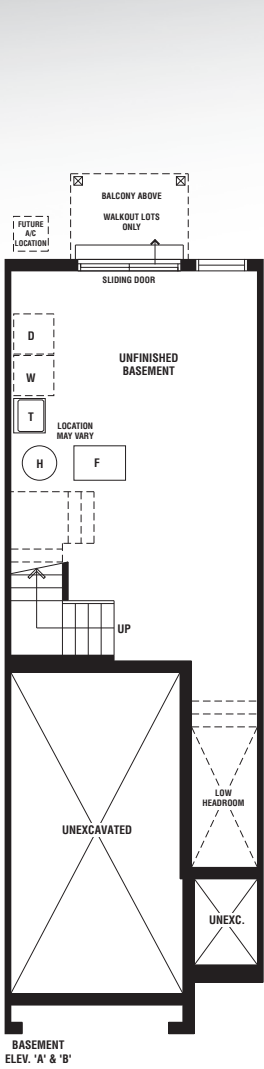 BALCONY ABOVE
WALKOUT LOTS
ONLY
FUTURE
A/C
LOCATION
SLIDING DOOR
D
UNFINISHED
BASEMENT
W
T
LOCATION
MAY VARY
H
F
UP
LOW
HEADROOM
UNEXCAVATED
UNEXC.
BASEMENT
ELEV. 'A' & 'B'